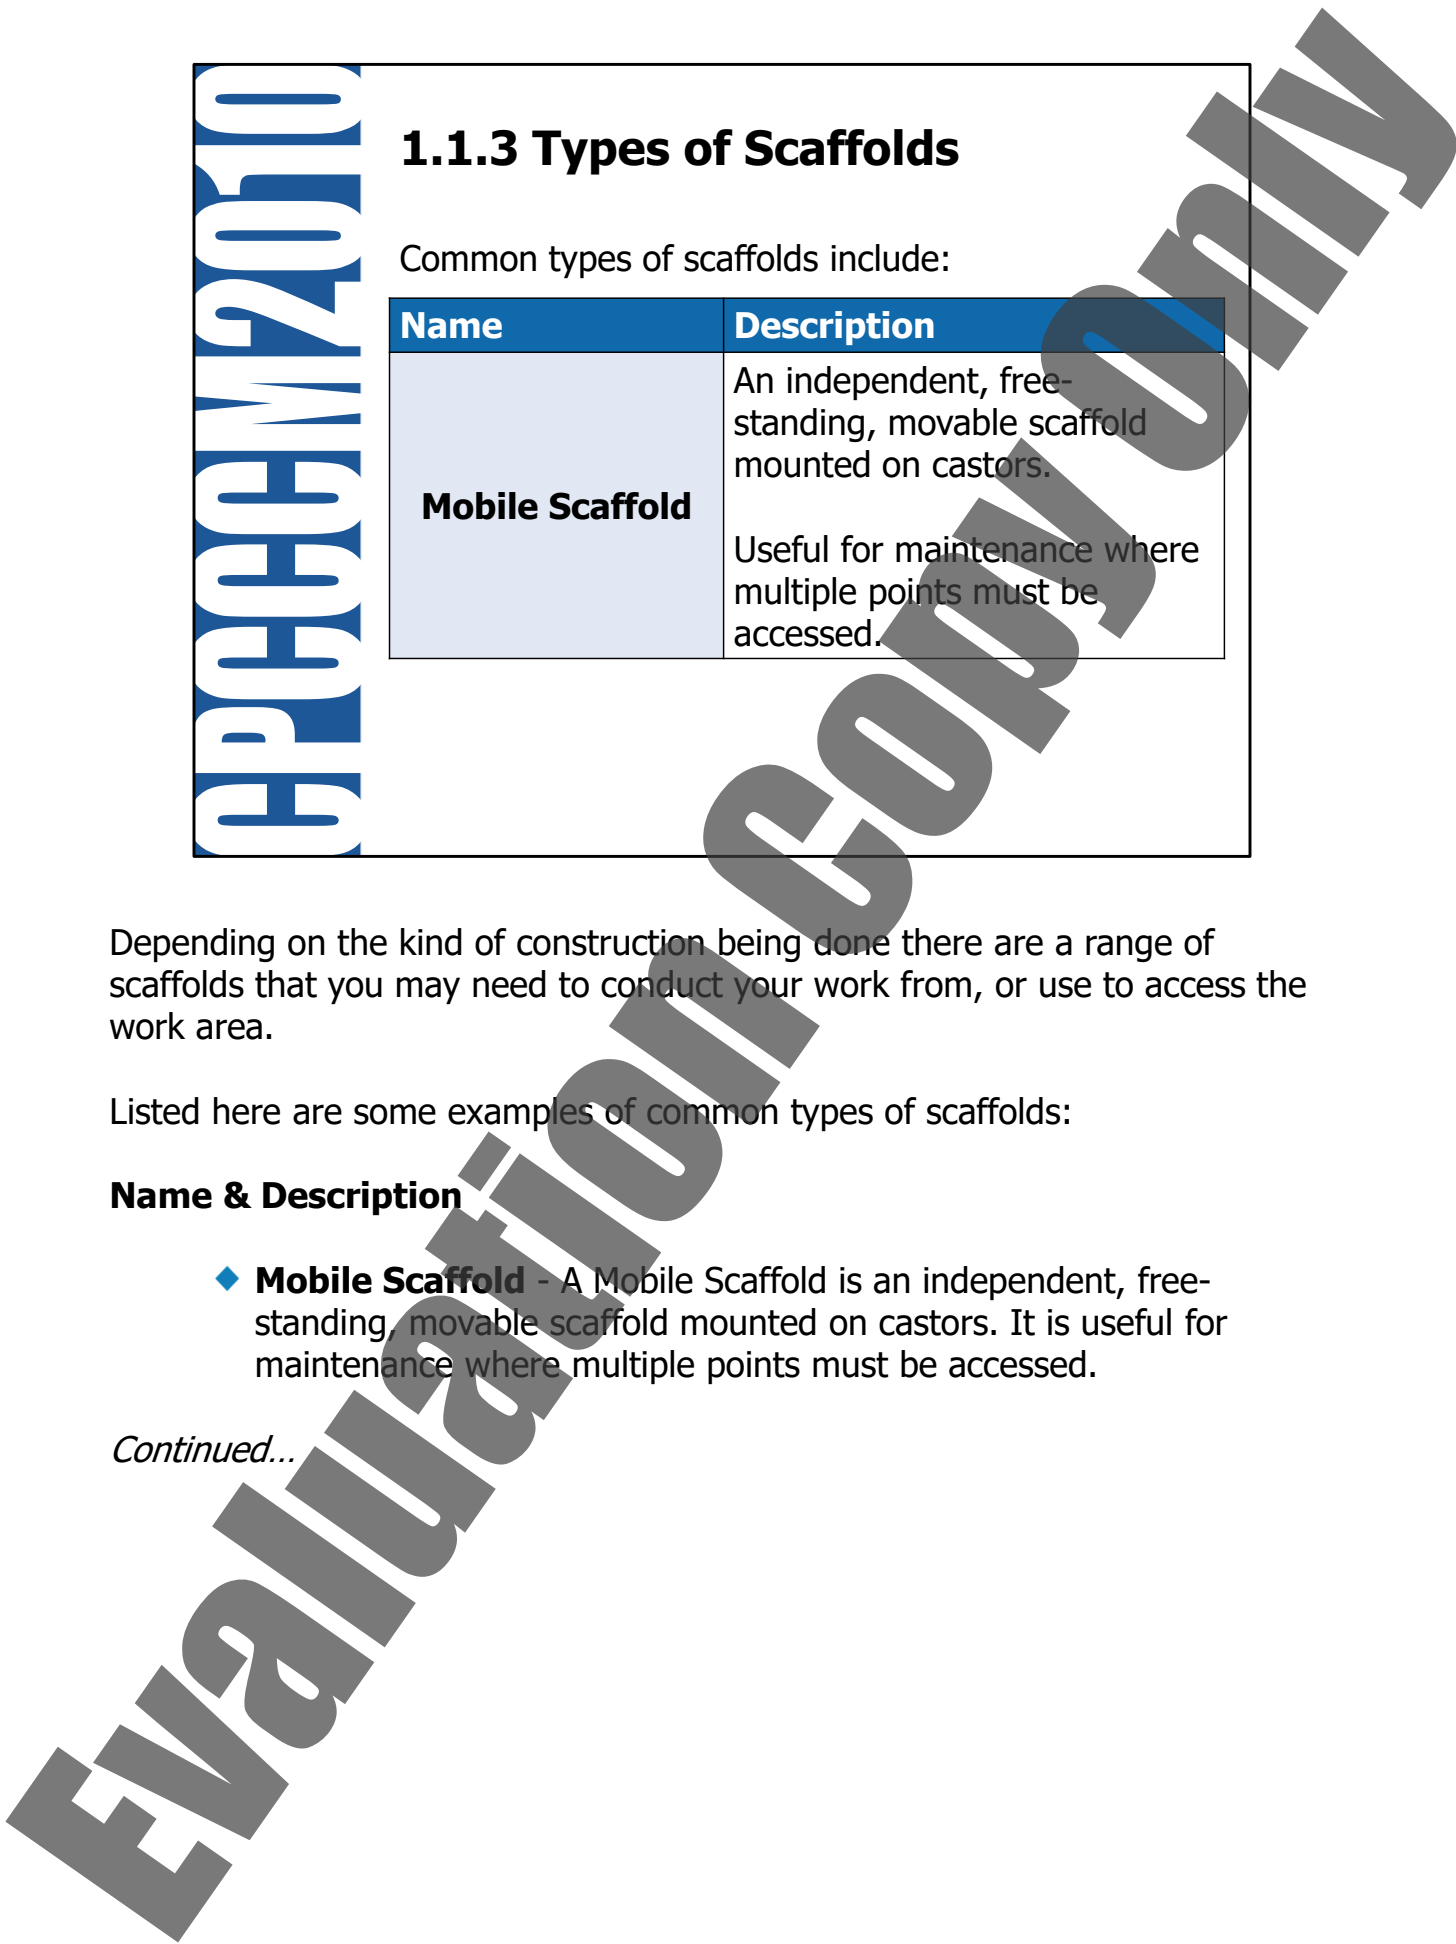 CPCCCM2010
1.1.3 Types of Scaffolds
Common types of scaffolds include:
Name
Description
Mobile Scaffold
An independent, free-
standing, movable scaffold
mounted on castors.
Useful for maintenance where
multiple points must be
accessed.
Depending on the kind of construction being done there are a range of
scaffolds that you may need to conduct your work from, or use to access the
work area.
Listed here are some examples of common types of scaffolds:
Name & Description
Mobile Scaffold - A Mobile Scaffold is an independent, free-
standing, movable scaffold mounted on castors. It is useful for
maintenance where multiple points must be accessed.
Continued...
Evaluation copy only